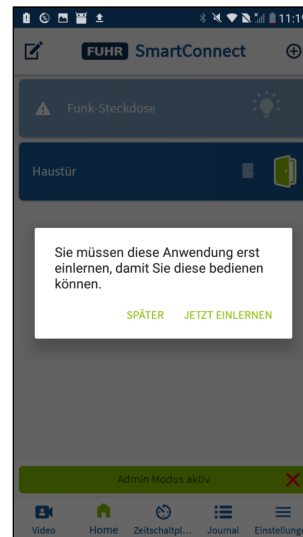 11:19
FUHR SmartConnect
Funk-Steckdose
Haustür
Sie müssen diese Anwendung erst
einlernen, damit Sie diese bedienen
können.
SPÄTER JETZT EINLERNEN
Admin Modus aktiv
Video Home Zeitschaltpl... Journal Einstellunge